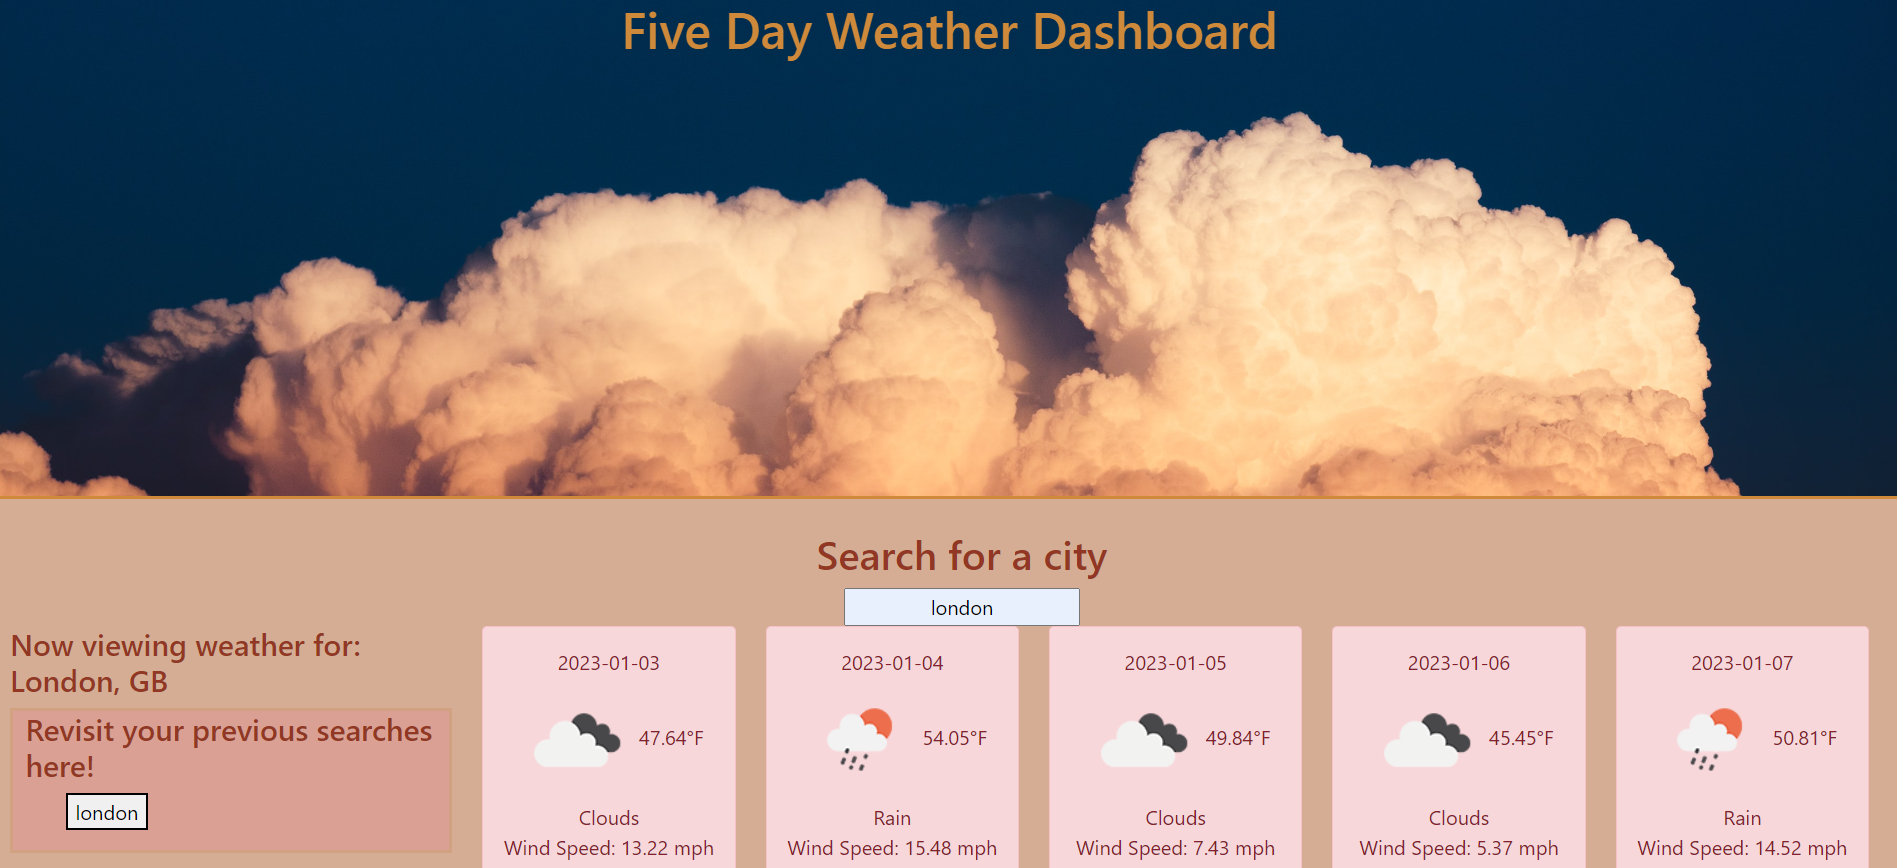 Five Day Weather Dashboard
Search for a city
london
Now viewing weather for:
London, GB
Revisit your previous searches
here!
london
2023-01-03
47.64°F
Clouds
Wind Speed: 13.22 mph
2023-01-04
54.05°F
Rain
Wind Speed: 15.48 mph
2023-01-05
49.84°F
Clouds
Wind Speed: 7.43 mph
2023-01-06
45.45°F
Clouds
Wind Speed: 5.37 mph
2023-01-07
50.81°F
Rain
Wind Speed: 14.52 mph